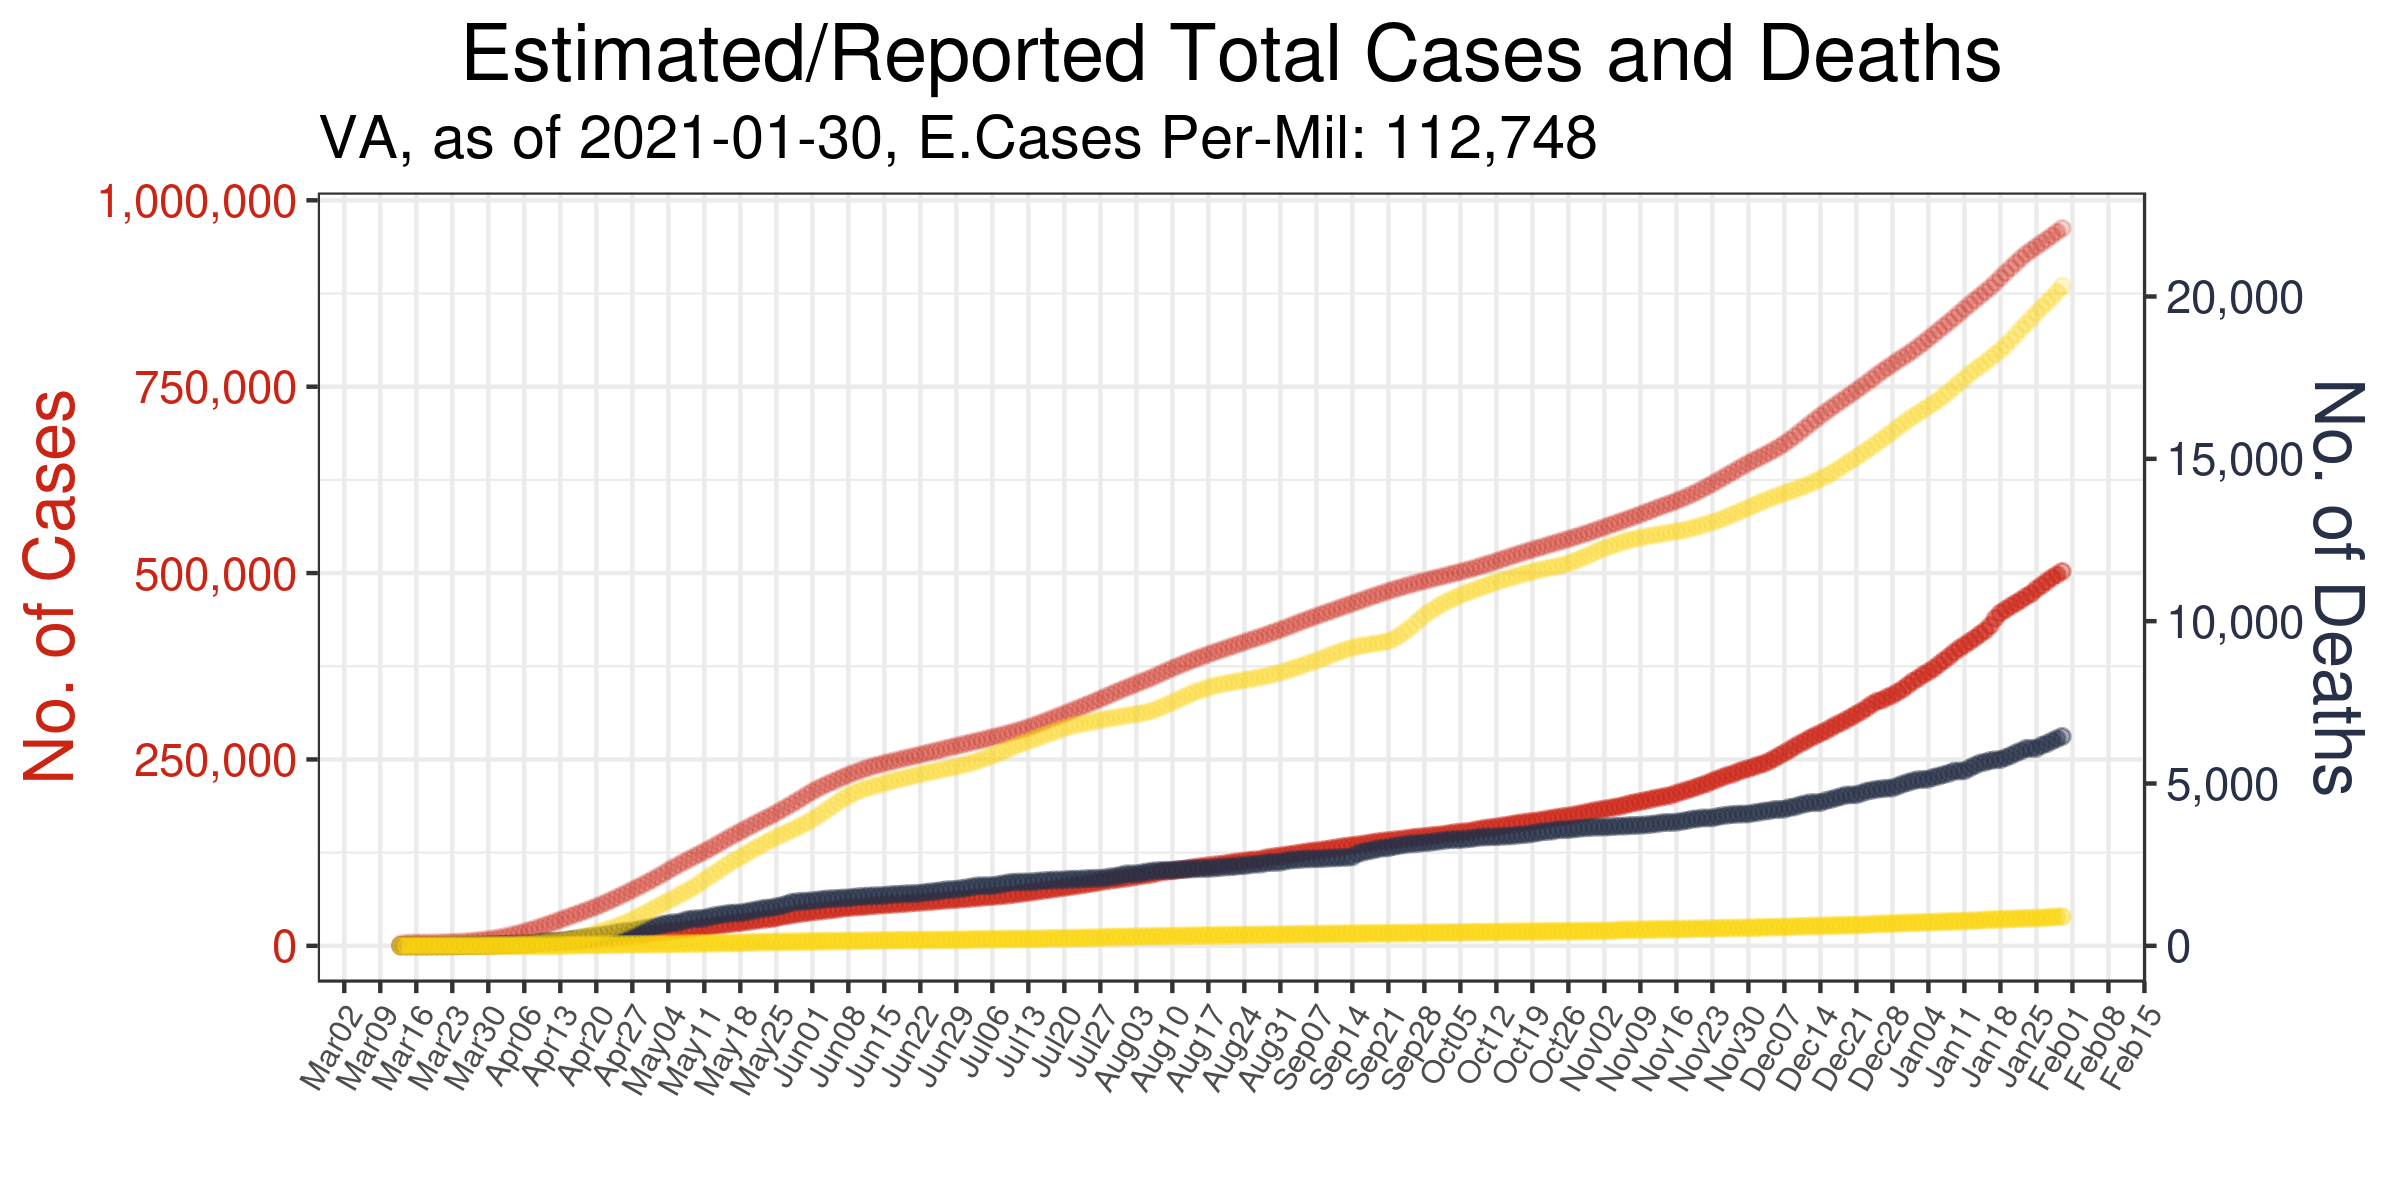 Estimated/Reported Total Cases and Deaths
VA, as of 2021-01-30, E.Cases Per-Mil: 112,748
No. of Cases
1,000,000
750,000
500,000
250,000
0
No. of Deaths
20,000
15,000
10,000
5,000
0
Mar02
Mar09
Mar16
Mar23
Mar30
Apr06
Apr13
Apr20
Apr27
May04
May11
May18
May25
Jun01
Jun08
Jun15
Jun22
Jun29
Jul06
Jul13
Jul20
Jul27
Aug03
Aug10
Aug17
Aug24
Aug31
Sep07
Sep14
Sep21
Sep28
Oct05
Oct12
Oct19
Oct26
Nov02
Nov09
Nov16
Nov23
Nov30
Dec07
Dec14
Dec21
Dec28
Jan04
Jan11
Jan18
Jan25
Feb01
Feb08
Feb15